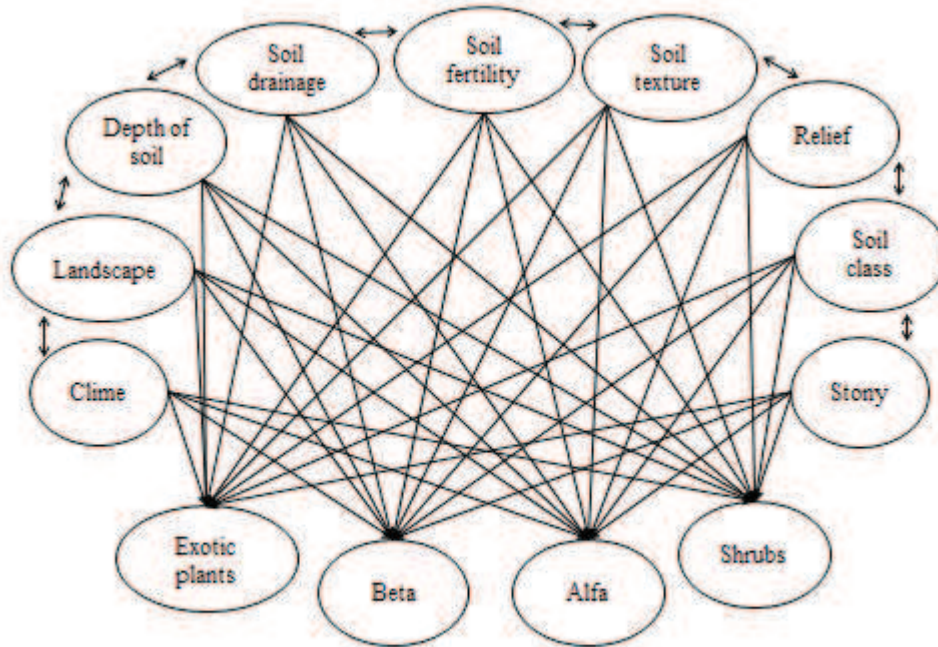 Soil
drainage
Soil
fertility
Soil
texture
Depth of
soil
Relief
Landscape
Soil
class
Clime
Stony
Exotic
plants
Beta
Alfa
Shrubs